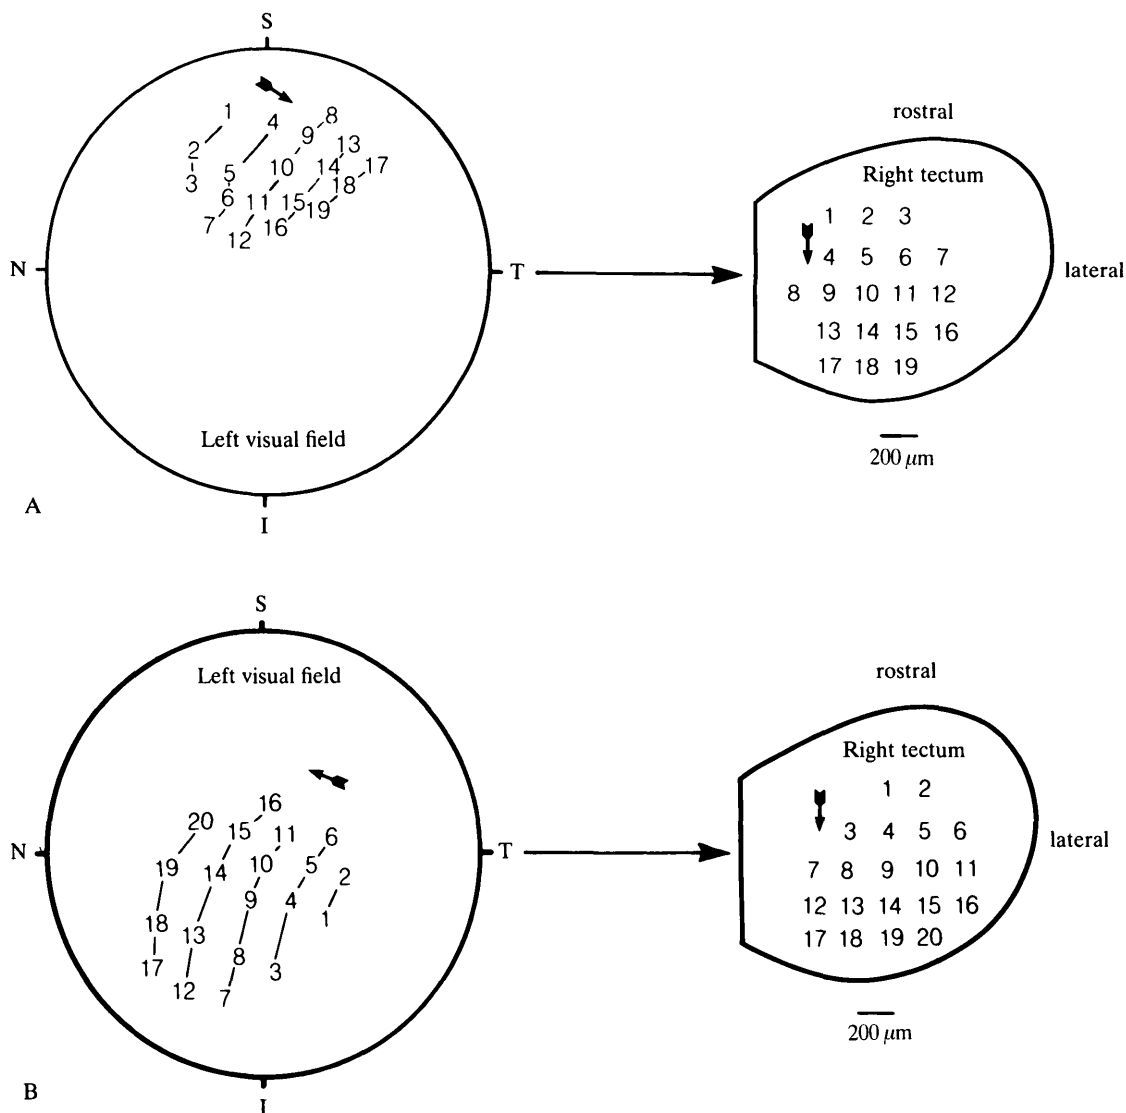 S
1
4
8
9
13
2
5
10
14
17
3
6
11
15
18
7
12
16
19
N
T
Left visual field
I
A
rostral
Right tectum
1 2 3
4 5 6 7
8 9 10 11 12
13 14 15 16
17 18 19
lateral
200 μm
S
Left visual field
16
20
15
11
6
19
14
10
5
2
18
13
9
4
1
17
12
8
3
7
N
T
I
B
rostral
Right tectum
1 2
3 4 5 6
7 8 9 10 11
12 13 14 15 16
17 18 19 20
lateral
200 μm